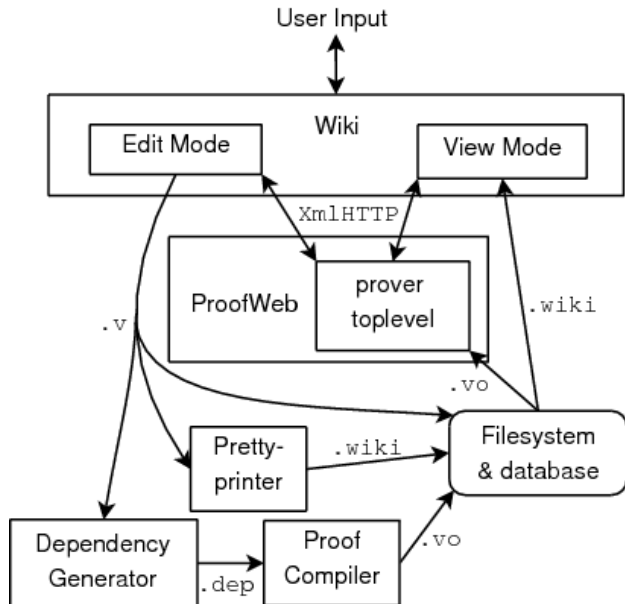 User Input
Wiki
Edit Mode
View Mode
XmlHTTP
ProofWeb
prover
toplevel
.v
.wiki
.vo
Filesystem
& database
Pretty-
printer
.wiki
Dependency
Generator
.dep
Proof
Compiler
.vo